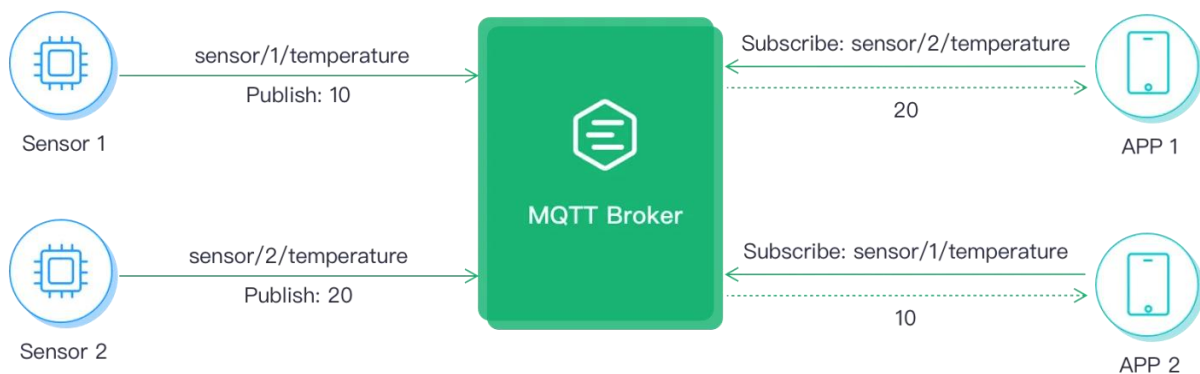 sensor/1/temperature
Publish: 10
Sensor 1
sensor/2/temperature
Publish: 20
Sensor 2
MQTT Broker
Subscribe: sensor/2/temperature
20
APP 1
Subscribe: sensor/1/temperature
10
APP 2